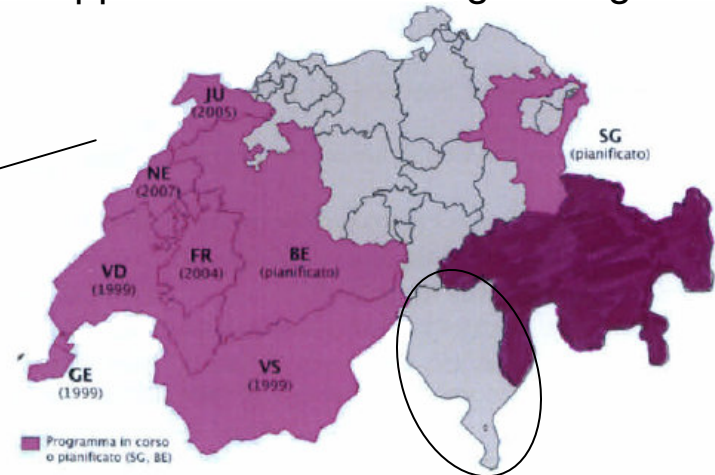 JU
(2005)
SG
(pianificato)
NE
(2007)
FR
(2004)
BE
(pianificato)
VD
(1999)
GE
(1999)
VS
(1999)
Programma in corso
o pianificato (SG, BE)